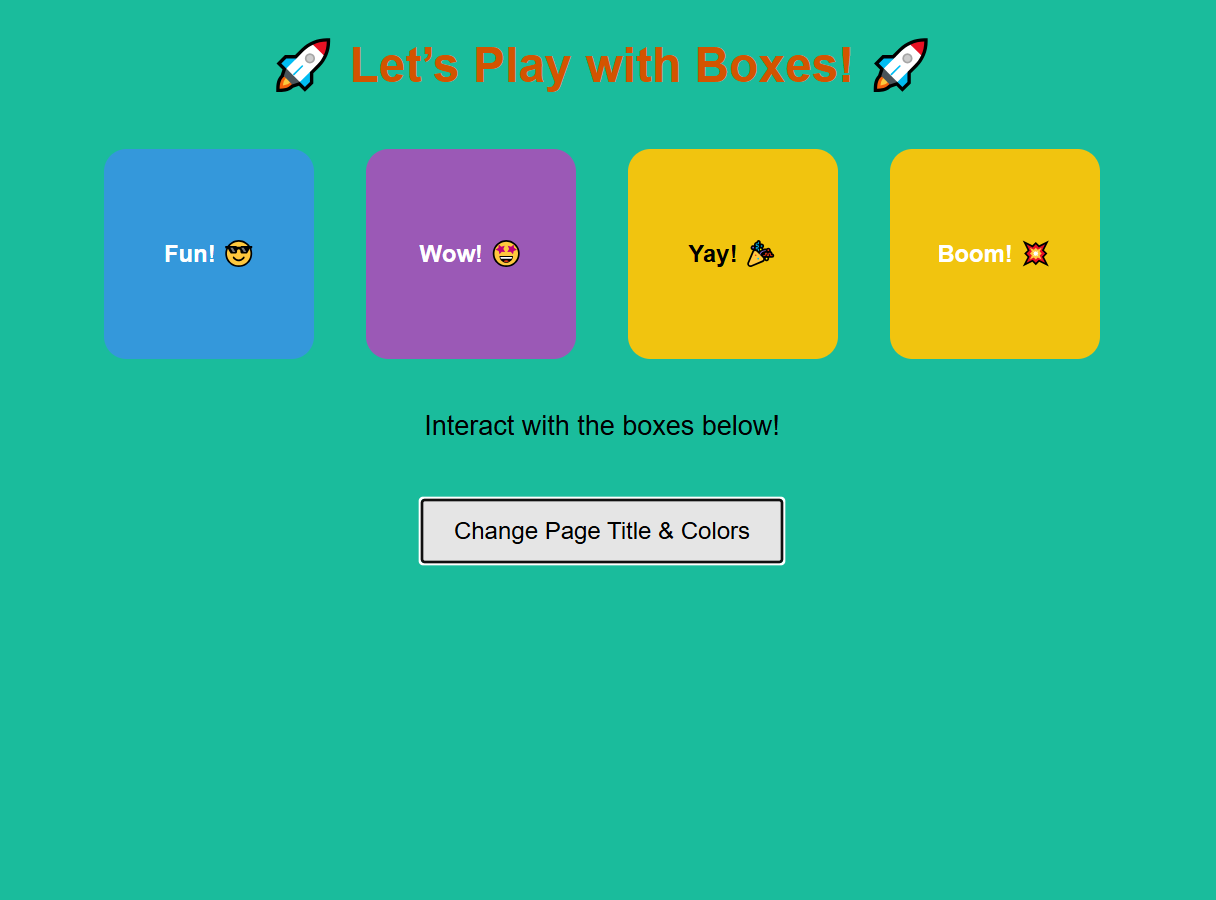 🚀 Let’s Play with Boxes! 🚀
Fun! 😎
Wow! 🤩
Yay! 🎉
Boom! 💥
Interact with the boxes below!
Change Page Title & Colors